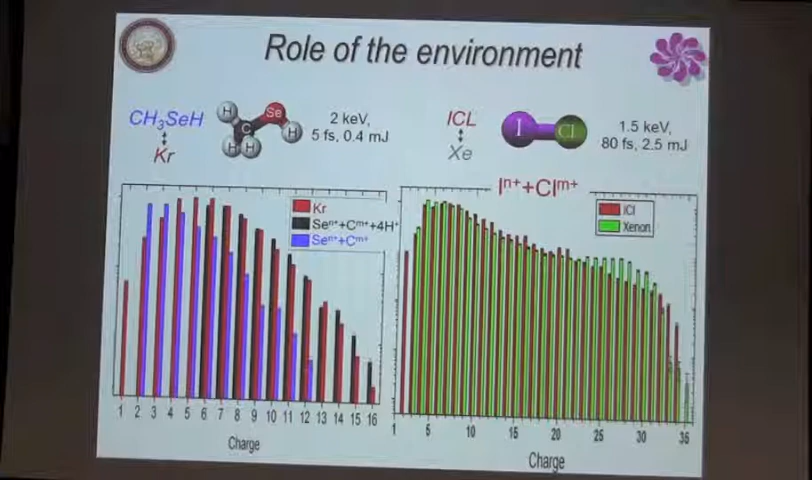 Role of the environment
CH₃SeH
Kr
H
C
H H
Se
H
2 keV,
5 fs, 0.4 mJ
ICL
Xe
I
CL
1.5 keV,
80 fs, 2.5 mJ
Kr
Seⁿ⁺+Cᵐ⁺+4H⁺
Seⁿ⁺+Cᵐ⁺
1 2 3 4 5 6 7 8 9 10 11 12 13 14 15 16
Charge
Iⁿ⁺+Clᵐ⁺
ICl
Xenon
1 5 10 15 20 25 30 35
Charge